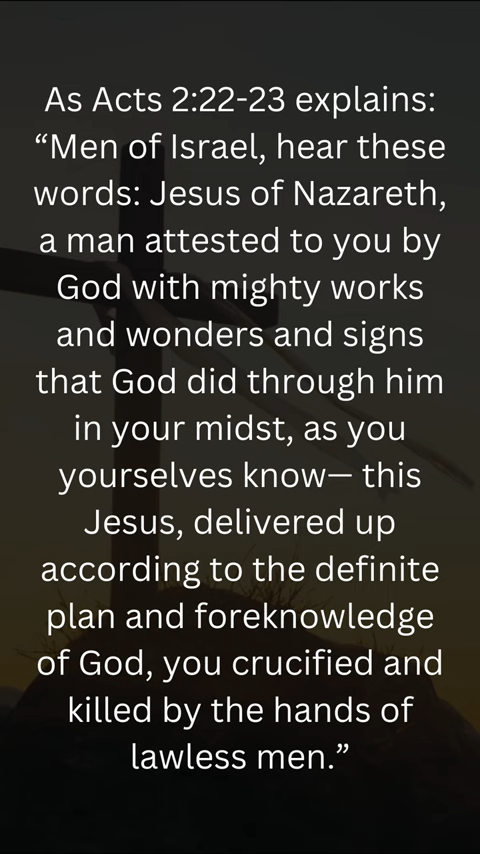 As Acts 2:22-23 explains:
“Men of Israel, hear these
words: Jesus of Nazareth,
a man attested to you by
God with mighty works
and wonders and signs
that God did through him
in your midst, as you
yourselves know— this
Jesus, delivered up
according to the definite
plan and foreknowledge
of God, you crucified and
killed by the hands of
lawless men.”